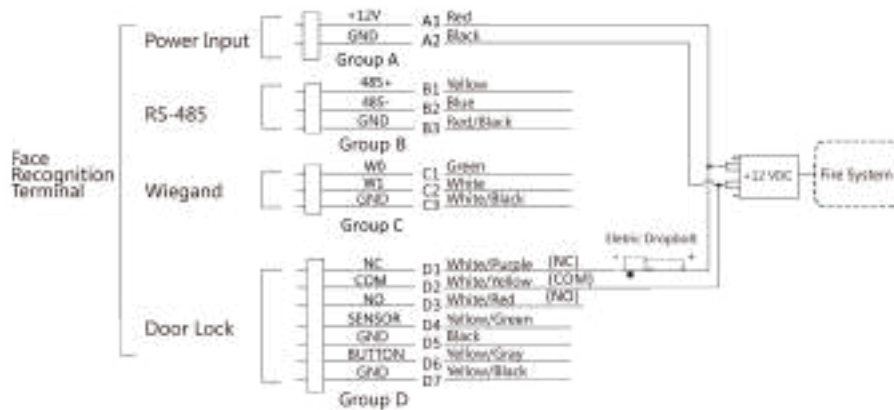 Face
Recognition
Terminal
Power Input
+12V A1 Red
GND A2 Black
Group A
RS-485
485+ B1 Yellow
485- B2 Blue
GND B3 Red/Black
Group B
Wiegand
W0 C1 Green
W1 C2 White
GND C3 White/Black
Group C
Door Lock
NC D1 White/Purple (NC)
COM D2 White/Yellow (COM)
NO D3 White/Red (NO)
SENSOR D4 Yellow/Green
GND D5 Black
BUTTON D6 Yellow/Gray
GND D7 Yellow/Black
Group D
Eletric Dropbolt
- +
+12 VDC
Fire System